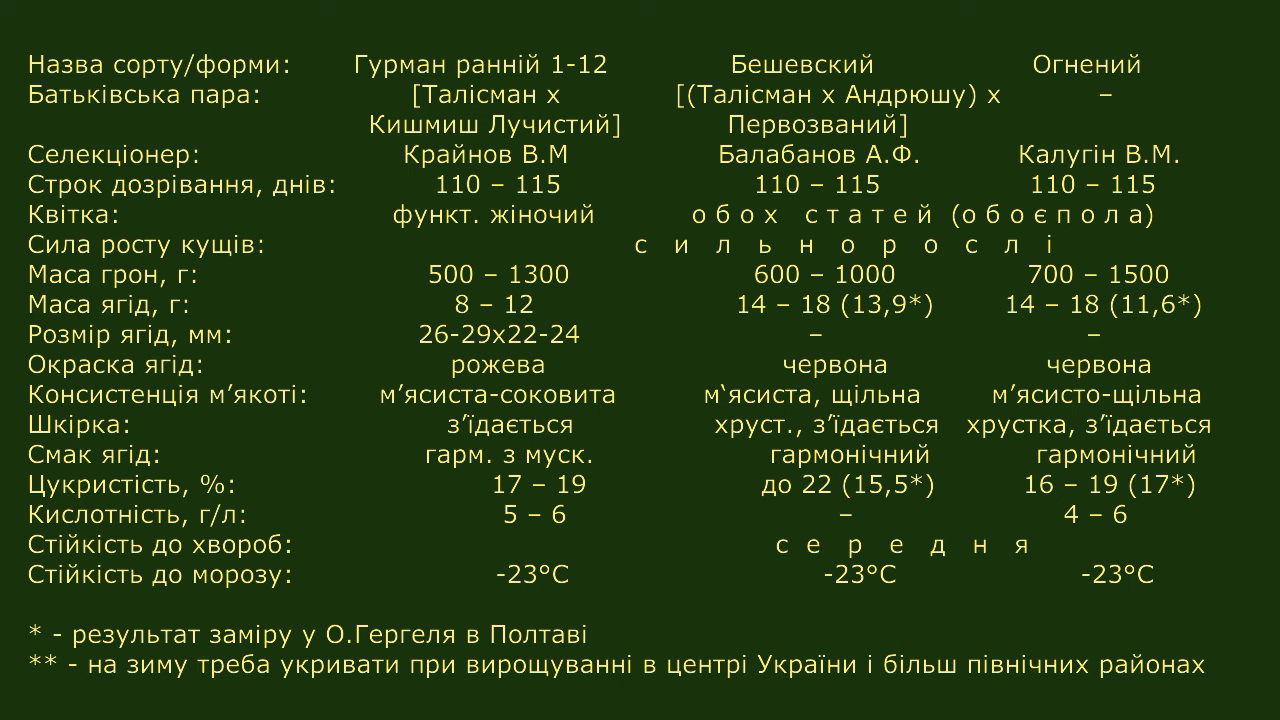 Назва сорту/форми: Гурман ранній 1-12 Бешевский Огнений
Батьківська пара: [Талісман х [(Талісман х Андрюшу) х –
Кишмиш Лучистий] Первозваний]
Селекціонер: Крайнов В.М Балабанов А.Ф. Калугін В.М.
Строк дозрівання, днів: 110 – 115 110 – 115 110 – 115
Квітка: функт. жіночий о б о х с т а т е й (о б о є п о л а)
Сила росту кущів: с и л ь н о р о с л і
Маса грон, г: 500 – 1300 600 – 1000 700 – 1500
Маса ягід, г: 8 – 12 14 – 18 (13,9*) 14 – 18 (11,6*)
Розмір ягід, мм: 26-29х22-24 – –
Окраска ягід: рожева червона червона
Консистенція м’якоті: м’ясиста-соковита м‘ясиста, щільна м’ясисто-щільна
Шкірка: з’їдається хруст., з’їдається хрустка, з’їдається
Смак ягід: гарм. з муск. гармонічний гармонічний
Цукристість, %: 17 – 19 до 22 (15,5*) 16 – 19 (17*)
Кислотність, г/л: 5 – 6 – 4 – 6
Стійкість до хвороб: с е р е д н я
Стійкість до морозу: -23°С -23°С -23°С
* - результат заміру у О.Гергеля в Полтаві
** - на зиму треба укривати при вирощуванні в центрі України і більш північних районах